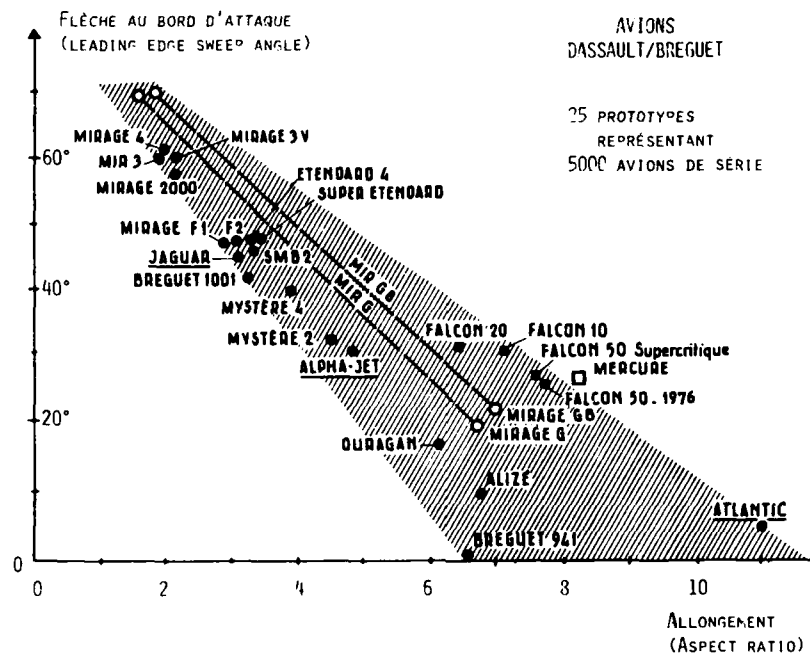 FLÈCHE AU BORD D'ATTAQUE
(LEADING EDGE SWEEP ANGLE)
AVIONS
DASSAULT/BREGUET
25 PROTOTYPES
REPRÉSENTANT
5000 AVIONS DE SÉRIE
MIRAGE 4
MIRAGE 3V
60°
MIR 3
MIRAGE 2000
ETENDARD 4
SUPER ETENDARD
MIRAGE F1 F2
JAGUAR
SMB2
BREGUET 1001
40°
MIR G8
MIR G
MYSTÈRE 4
MYSTÈRE 2
ALPHA-JET
FALCON 20
FALCON 10
FALCON 50 Supercritique
MERCURE
FALCON 50.1976
20°
MIRAGE G8
MIRAGE G
OURAGAN
ALIZÉ
ATLANTIC
BREGUET 941
0
0 2 4 6 8 10
ALLONGEMENT
(ASPECT RATIO)